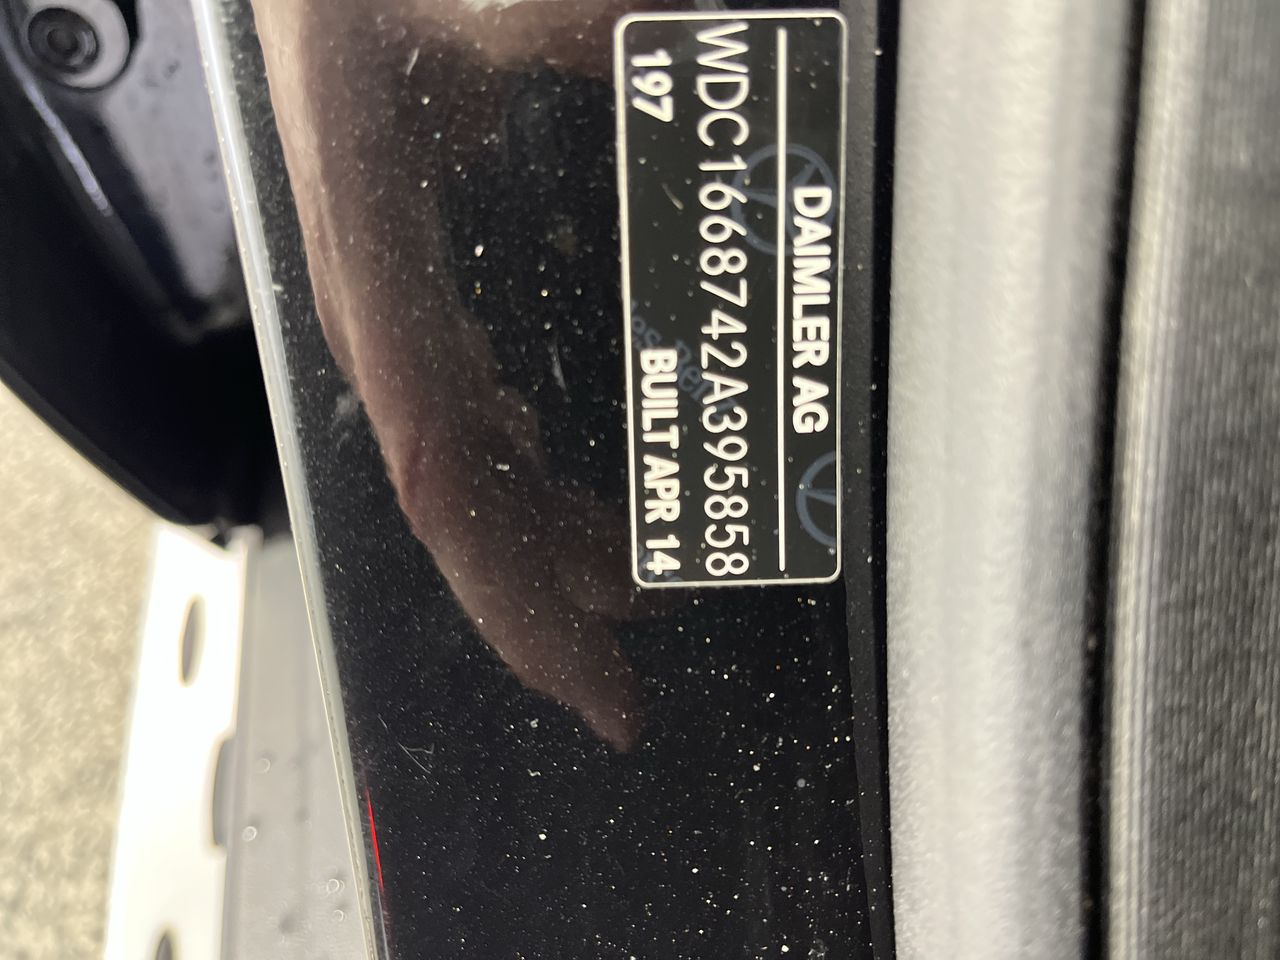 DAIMLER AG
WDC1668742A395858
197 BUILT APR 14